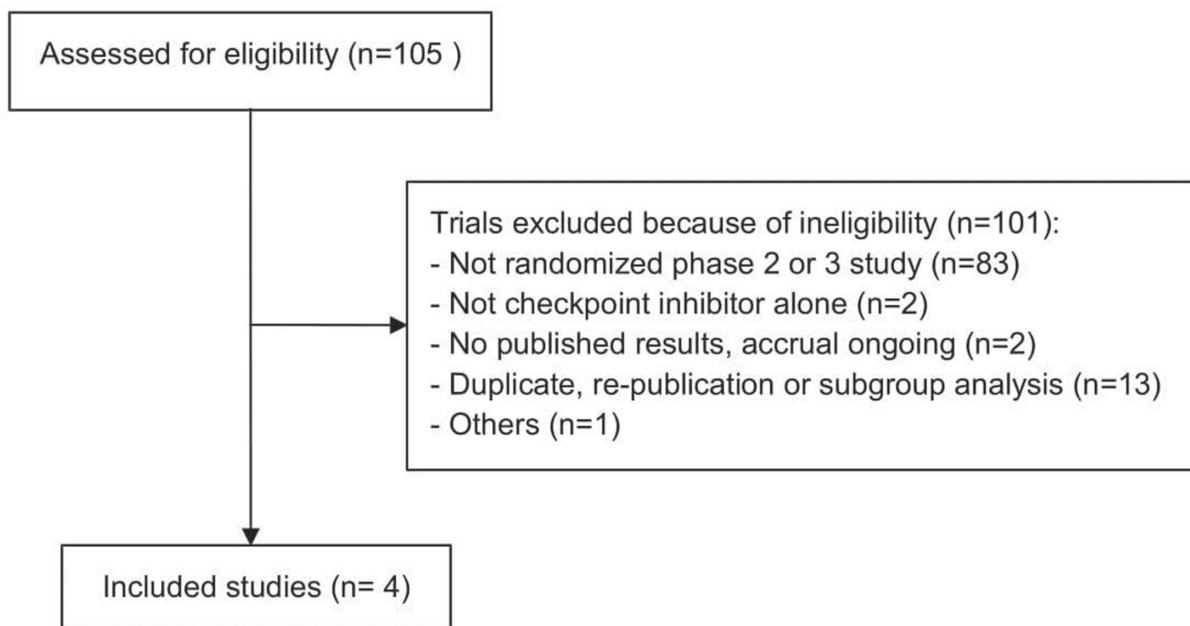 Assessed for eligibility (n=105 )
Trials excluded because of ineligibility (n=101):
- Not randomized phase 2 or 3 study (n=83)
- Not checkpoint inhibitor alone (n=2)
- No published results, accrual ongoing (n=2)
- Duplicate, re-publication or subgroup analysis (n=13)
- Others (n=1)
Included studies (n= 4)